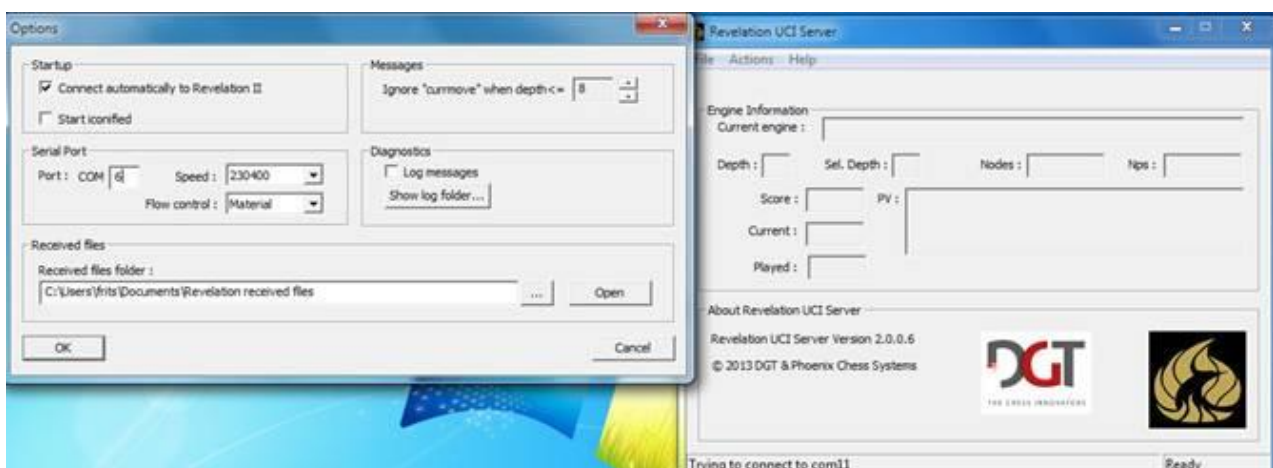 Options
Startup
Connect automatically to Revelation II
Start iconified
Messages
Ignore "currmove" when depth<= 8
Serial Port
Port: COM 6 Speed: 230400
Flow control: Material
Diagnostics
Log messages
Show log folder...
Received files
Received files folder:
C:\Users\frits\Documents\Revelation received files
... Open
OK Cancel
Revelation UCI Server
File Actions Help
Engine Information
Current engine:
Depth: Sel. Depth: Nodes: Nps:
Score: PV:
Current:
Played:
About Revelation UCI Server
Revelation UCI Server Version 2.0.0.6
© 2013 DGT & Phoenix Chess Systems
DGT
THE CHESS INNOVATORS
Trying to connect to com11 Ready